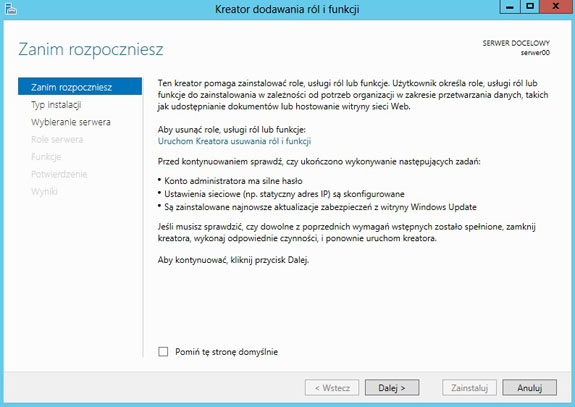 Kreator dodawania ról i funkcji
Zanim rozpoczniesz
SERWER DOCELOWY
serwer00
Zanim rozpoczniesz
Typ instalacji
Wybieranie serwera
Role serwera
Funkcje
Potwierdzenie
Wyniki
Ten kreator pomaga zainstalować role, usługi ról lub funkcje. Użytkownik określa role, usługi ról lub
funkcje do zainstalowania w zależności od potrzeb organizacji w zakresie przetwarzania danych, takich
jak udostępnianie dokumentów lub hostowanie witryny sieci Web.
Aby usunąć role, usługi ról lub funkcje:
Uruchom Kreatora usuwania ról i funkcji
Przed kontynuowaniem sprawdź, czy ukończono wykonywanie następujących zadań:
• Konto administratora ma silne hasło
• Ustawienia sieciowe (np. statyczny adres IP) są skonfigurowane
• Są zainstalowane najnowsze aktualizacje zabezpieczeń z witryny Windows Update
Jeśli musisz sprawdzić, czy dowolne z poprzednich wymagań wstępnych zostało spełnione, zamknij
kreatora, wykonaj odpowiednie czynności, i ponownie uruchom kreatora.
Aby kontynuować, kliknij przycisk Dalej.
Pomiń tę stronę domyślnie
< Wstecz
Dalej >
Zainstaluj
Anuluj